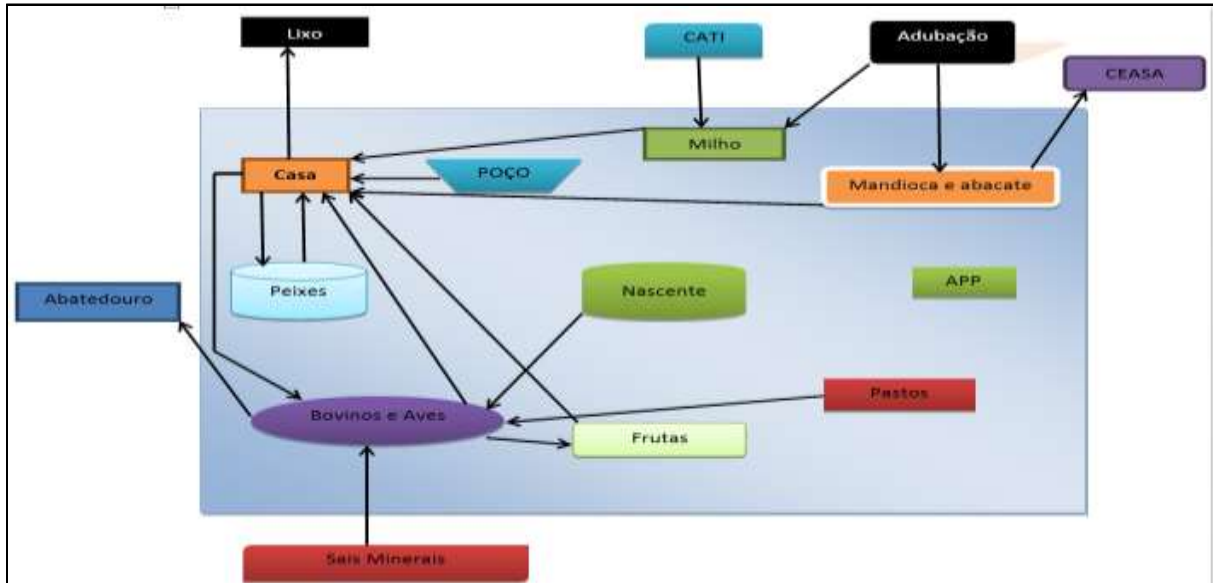 Lixo
CATI
Adubação
CEASA
Milho
Casa
POÇO
Mandioca e abacate
Peixes
Nascente
APP
Abatedouro
Pastos
Bovinos e Aves
Frutas
Sais Minerais